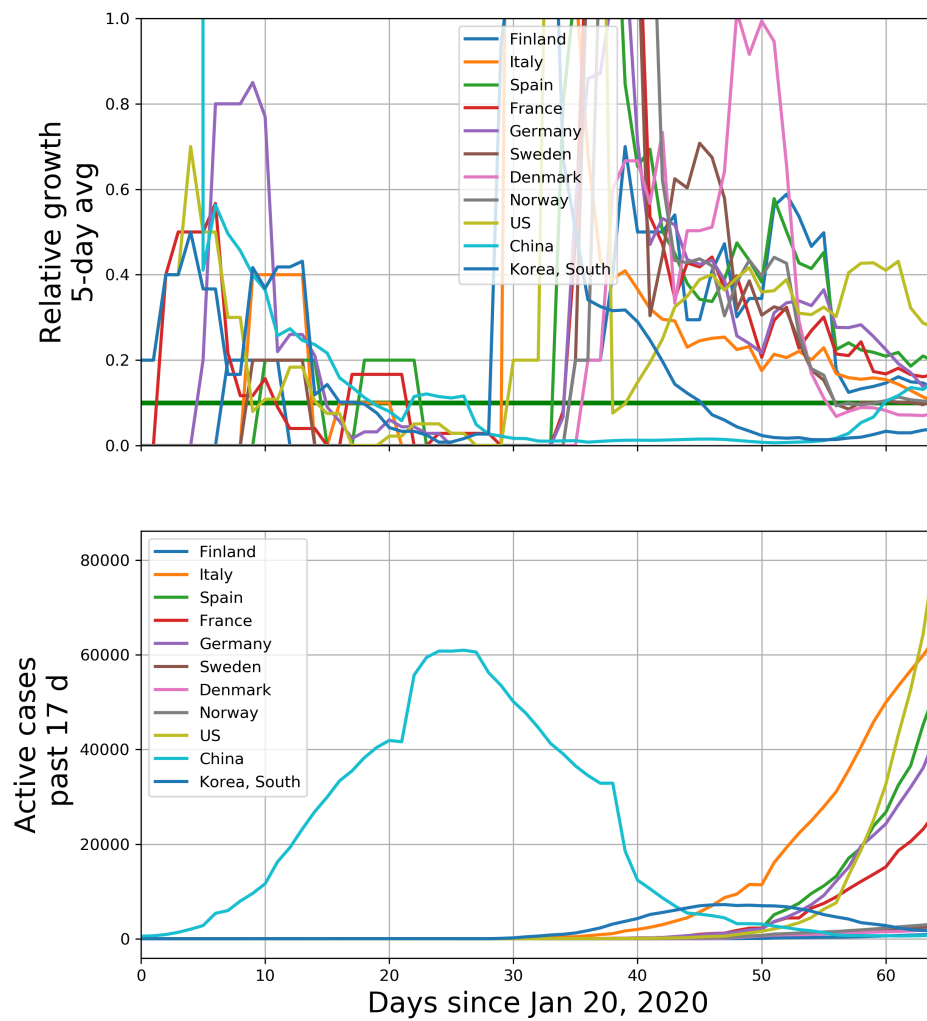 1.0
0.8
0.6
0.4
0.2
0.0
Relative growth
5-day avg
Finland
Italy
Spain
France
Germany
Sweden
Denmark
Norway
US
China
Korea, South
80000
60000
40000
20000
0
Active cases
past 17 d
Finland
Italy
Spain
France
Germany
Sweden
Denmark
Norway
US
China
Korea, South
0 10 20 30 40 50 60
Days since Jan 20, 2020